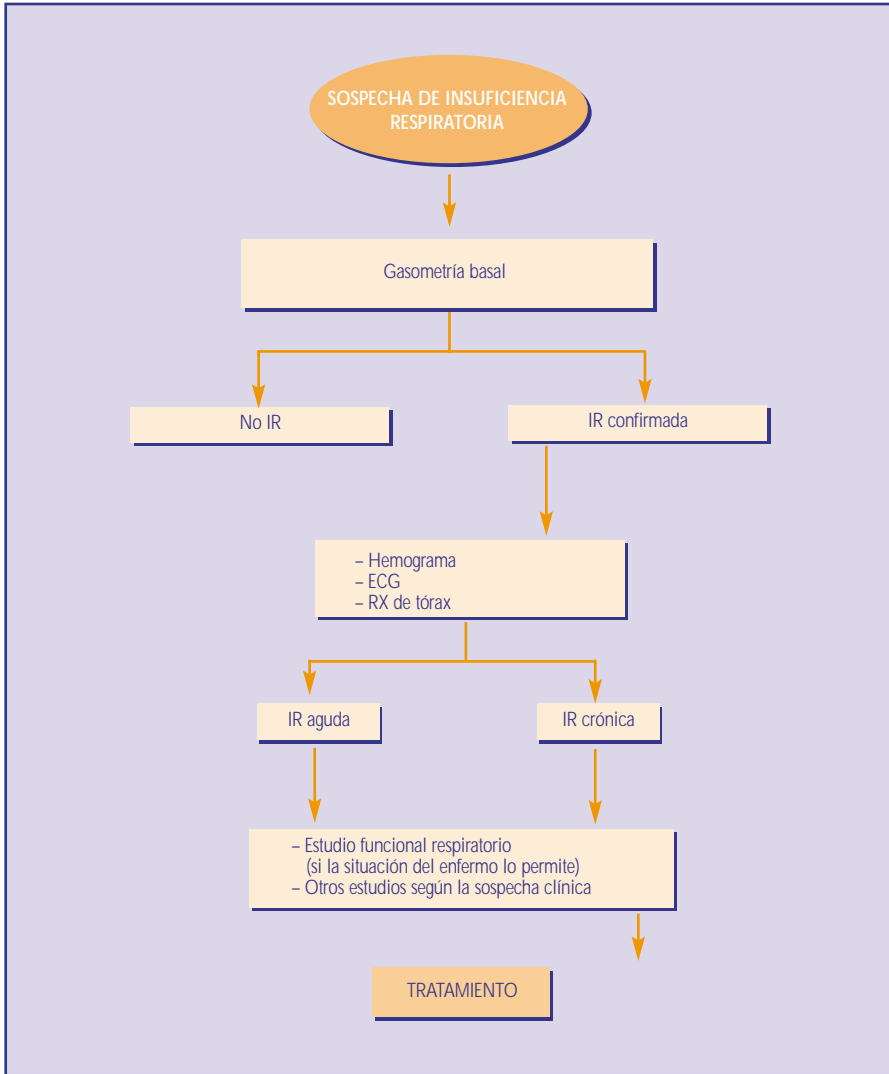 SOSPECHA DE INSUFICIENCIA
RESPIRATORIA
Gasometría basal
No IR
IR confirmada
– Hemograma
– ECG
– RX de tórax
IR aguda
IR crónica
– Estudio funcional respiratorio
(si la situación del enfermo lo permite)
– Otros estudios según la sospecha clínica
TRATAMIENTO